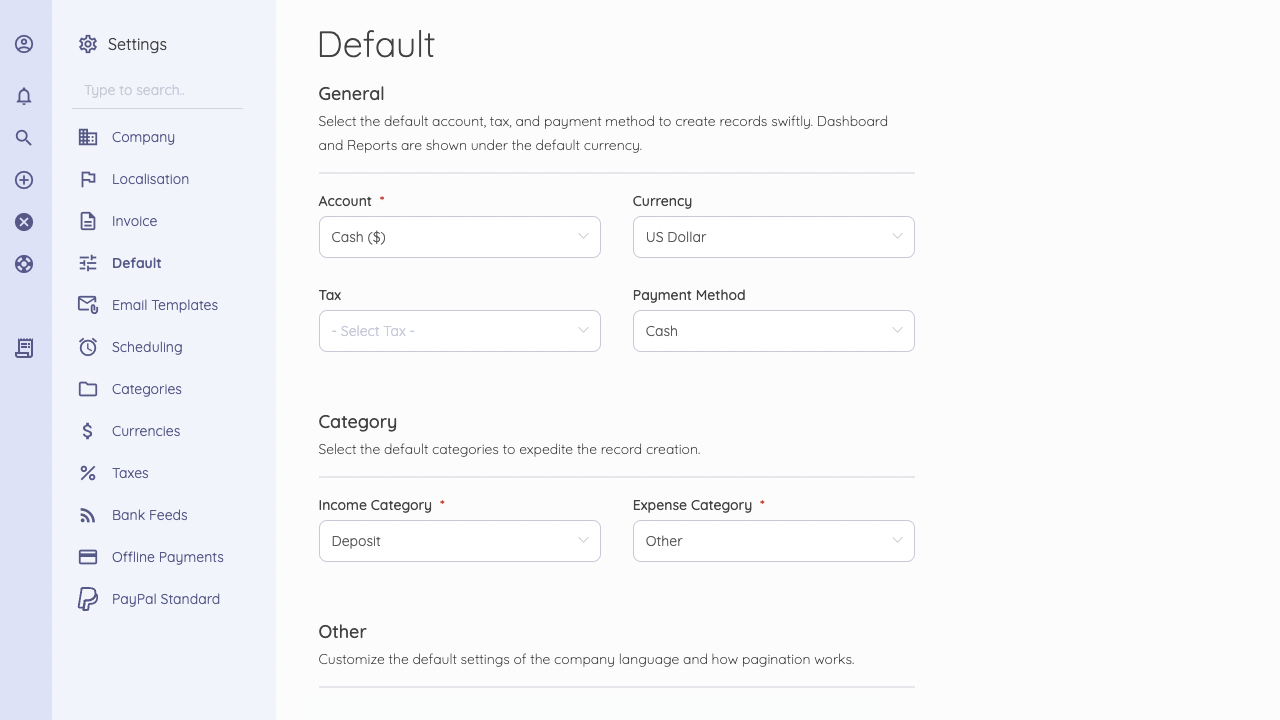 Settings
Type to search..
Company
Localisation
Invoice
Default
Email Templates
Scheduling
Categories
Currencies
Taxes
Bank Feeds
Offline Payments
PayPal Standard
Default
General
Select the default account, tax, and payment method to create records swiftly. Dashboard
and Reports are shown under the default currency.
Account *
Cash ($)
Currency
US Dollar
Tax
- Select Tax -
Payment Method
Cash
Category
Select the default categories to expedite the record creation.
Income Category *
Deposit
Expense Category *
Other
Other
Customize the default settings of the company language and how pagination works.